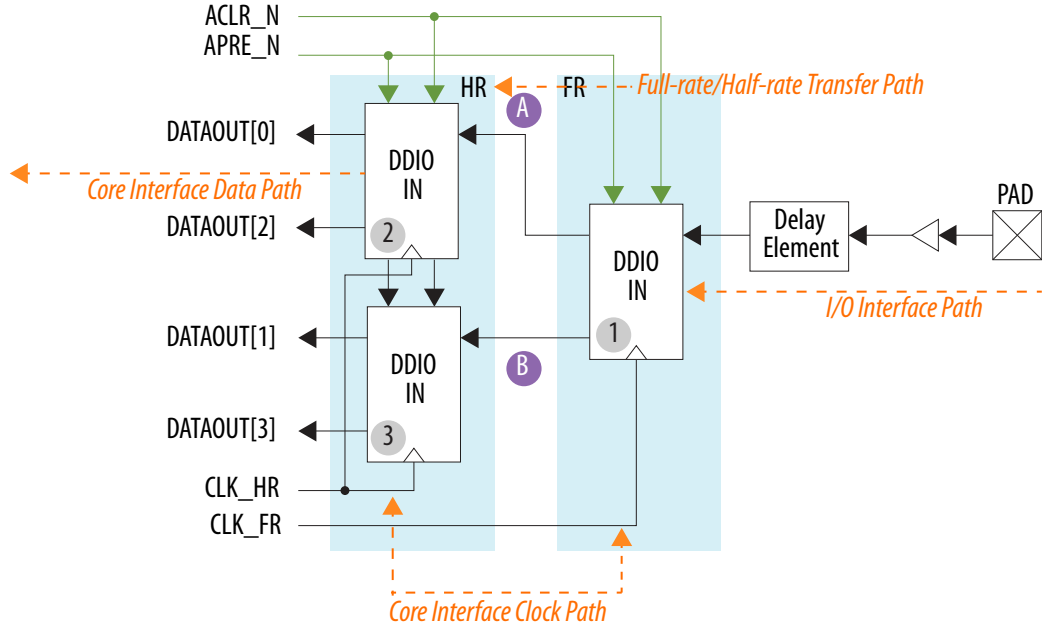 ACLR_N
APRE_N
HR
FR
Full-rate/Half-rate Transfer Path
A
DATAOUT[0]
DDIO
IN
Core Interface Data Path
DATAOUT[2]
2
Delay
Element
PAD
DDIO
IN
I/O Interface Path
1
DATAOUT[1]
DDIO
IN
B
DATAOUT[3]
3
CLK_HR
CLK_FR
Core Interface Clock Path